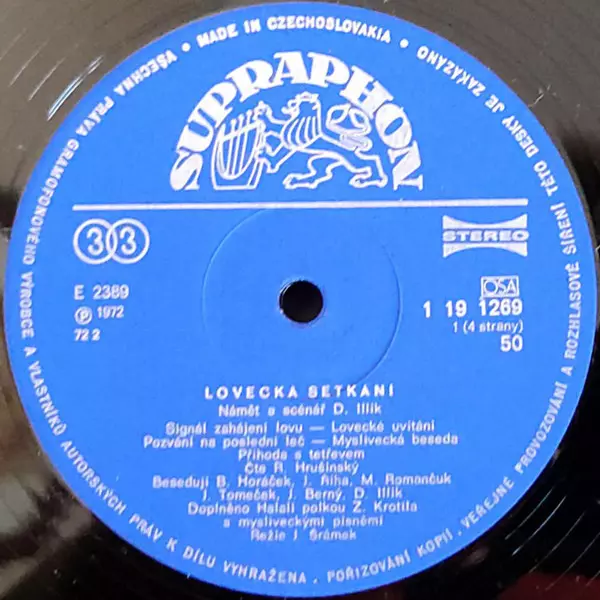 VŠECHNA PRÁVA GRAMOFONOVÉHO VÝROBCE A VLASTNÍKŮ AUTORSKÝCH PRÁV K DÍLU VYHRAŽENA. POŘIZOVÁNÍ KOPIÍ. VEŘEJNÉ PROVOZOVÁNÍ A ROZHLASOVÉ ŠÍŘENÍ TÉTO DESKY JE ZAKÁZÁNO • MADE IN CZECHOSLOVAKIA •
SUPRAPHON
33
STEREO
E 2389
OSA
℗ 1972
1 19 1269
72 2
1 (4 strany)
50
LOVECKÁ SETKÁNÍ
Námět a scénář D. Illík
Signál zahájení lovu — Lovecké uvítání
Pozvání na poslední leč — Myslivecká beseda
Příhoda s tetřevem
Čte R. Hrušínský
Besedují B. Horáček, J. Říha, M. Romančuk
J. Tomeček, J. Berný, D. Illík
Doplněno Halali polkou Z. Krotila
a mysliveckými písněmi
Režie J. Šrámek